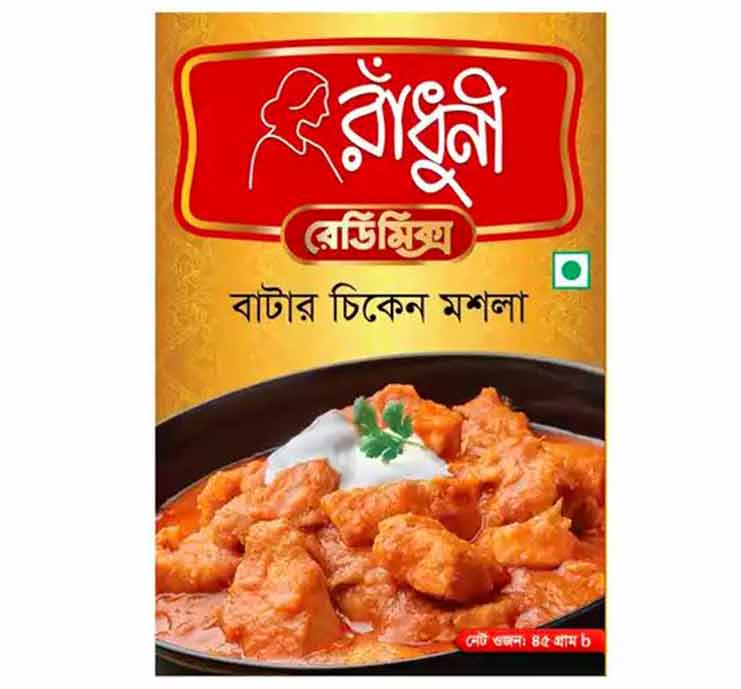 রাঁধুনী
রেডিমিক্স
বাটার চিকেন মশলা
নেট ওজন: ৪৫ গ্রাম b